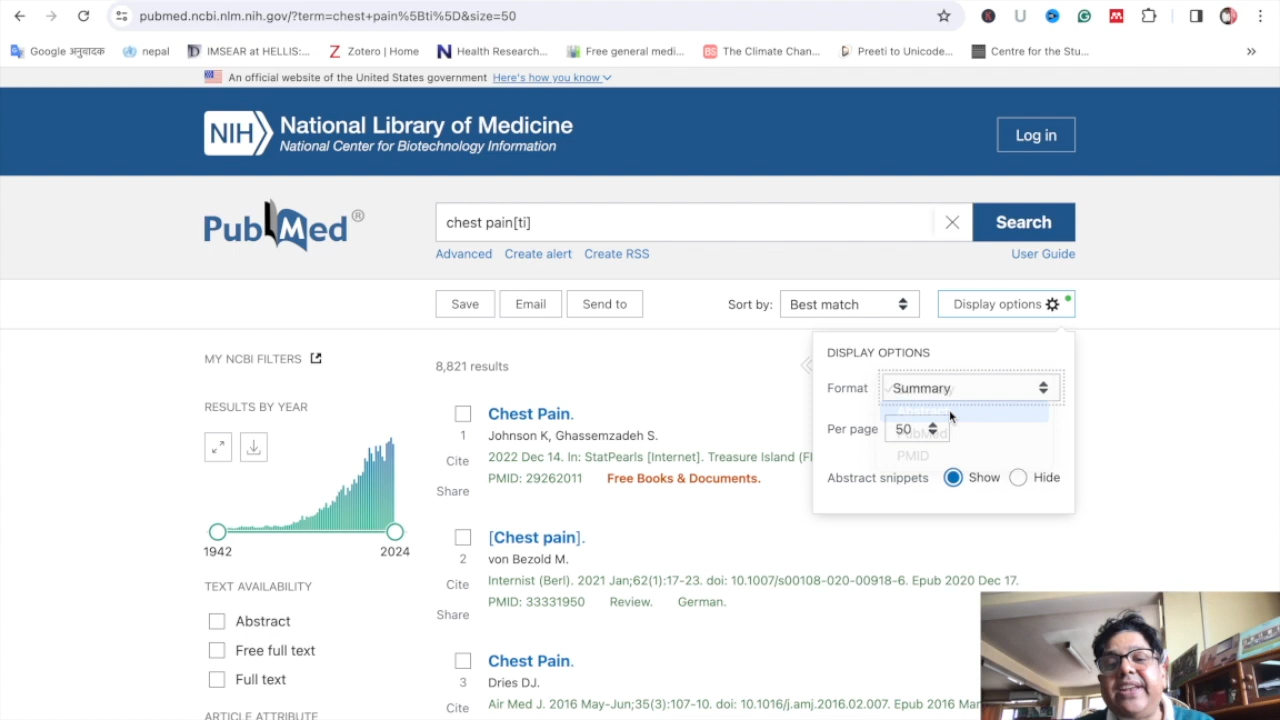 pubmed.ncbi.nlm.nih.gov/?term=chest+pain%5Bti%5D&size=50
Google अनुवादक
nepal
IMSEAR at HELLIS:...
Zotero | Home
Health Research...
Free general medi...
The Climate Chan...
Preeti to Unicode...
Centre for the Stu...
An official website of the United States government Here's how you know
NIH National Library of Medicine
National Center for Biotechnology Information
Log in
PubMed®
chest pain[ti]
Search
Advanced Create alert Create RSS
User Guide
Save Email Send to
Sort by: Best match
Display options
DISPLAY OPTIONS
Format Summary
Abstract
PubMed
PMID
Per page 50
Abstract snippets Show Hide
MY NCBI FILTERS
RESULTS BY YEAR
1942 2024
TEXT AVAILABILITY
Abstract
Free full text
Full text
ARTICLE ATTRIBUTE
8,821 results
Chest Pain.
1 Johnson K, Ghassemzadeh S.
Cite 2022 Dec 14. In: StatPearls [Internet]. Treasure Island (Fl
PMID: 29262011 Free Books & Documents.
Share
[Chest pain].
2 von Bezold M.
Cite Internist (Berl). 2021 Jan;62(1):17-23. doi: 10.1007/s00108-020-00918-6. Epub 2020 Dec 17.
PMID: 33331950 Review. German.
Share
Chest Pain.
3 Dries DJ.
Cite Air Med J. 2016 May-Jun;35(3):107-10. doi: 10.1016/j.amj.2016.02.007. Epub 2016 Mar